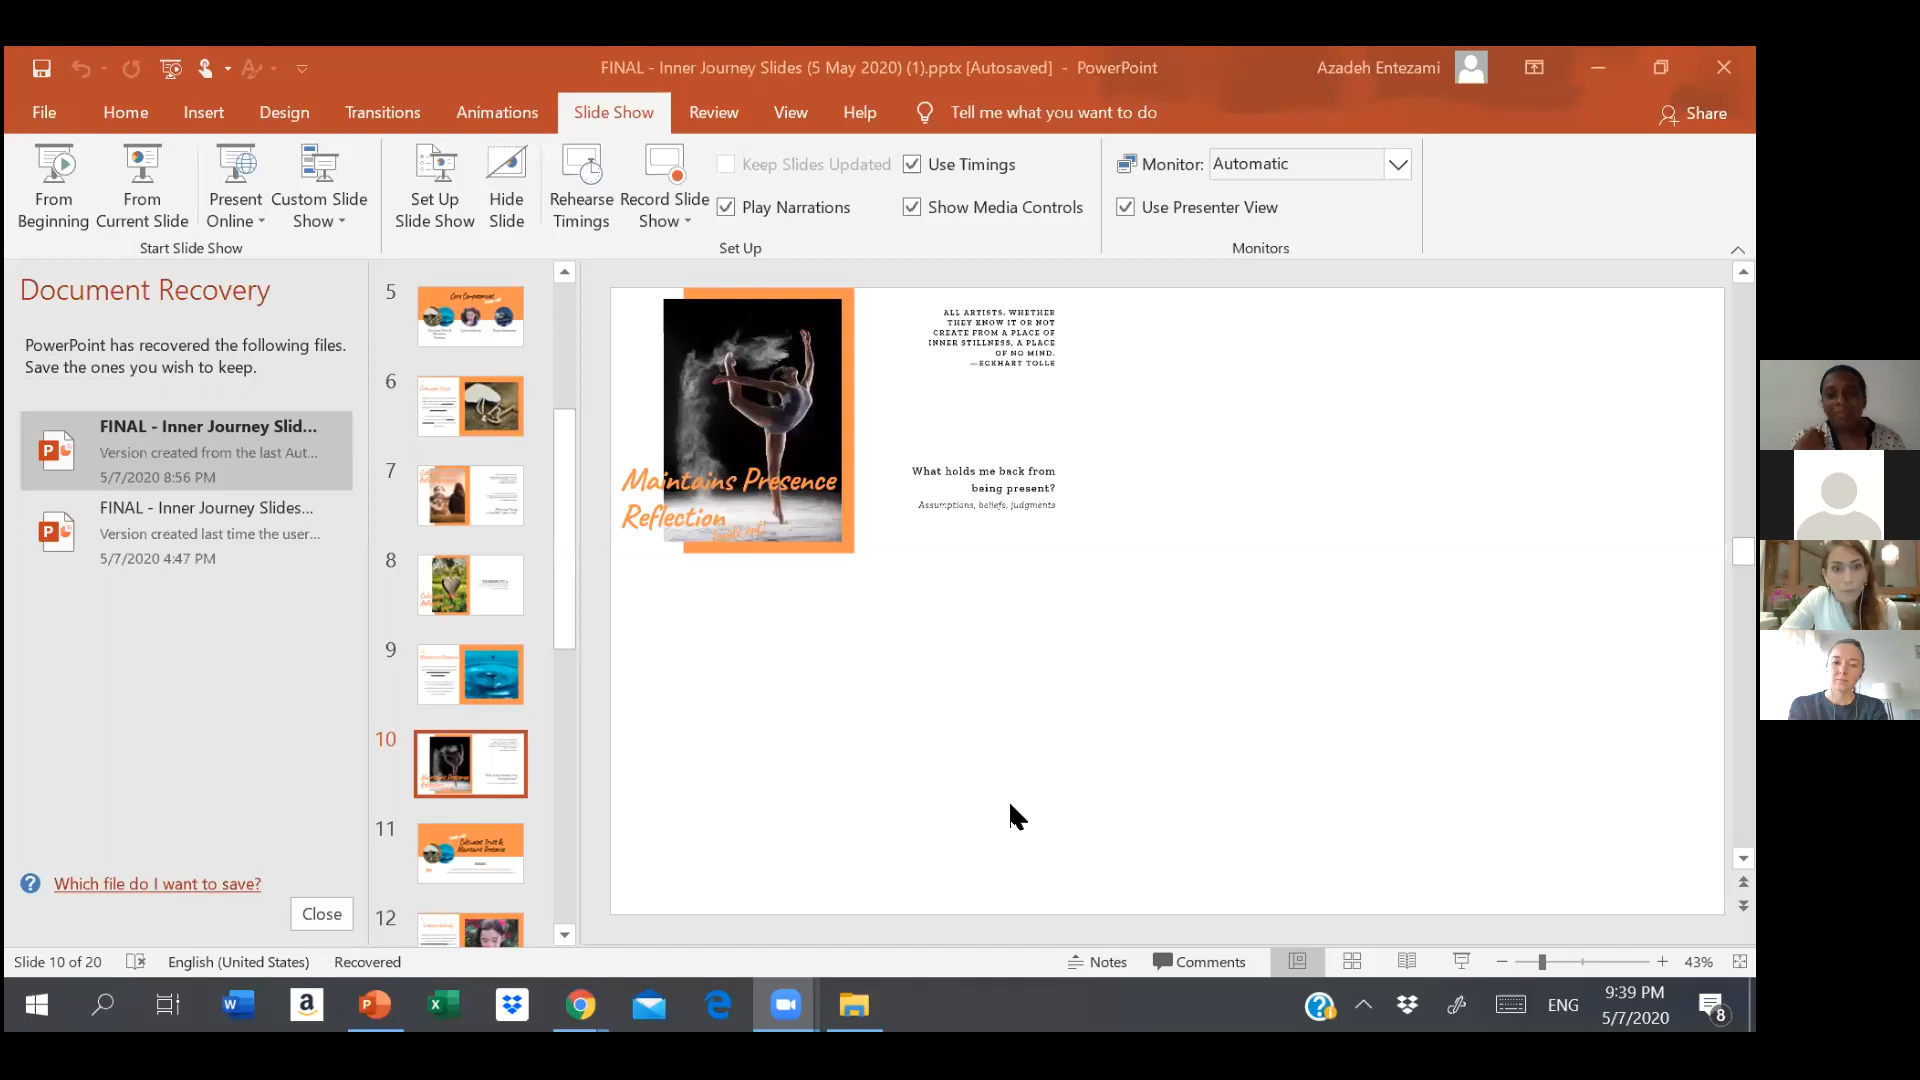 FINAL - Inner Journey Slides (5 May 2020) (1).pptx [Autosaved] - PowerPoint
Azadeh Entezami
File Home Insert Design Transitions Animations Slide Show Review View Help Tell me what you want to do
Share
From Beginning
From Current Slide
Present Online
Custom Slide Show
Start Slide Show
Set Up Slide Show
Hide Slide
Rehearse Timings
Record Slide Show
Keep Slides Updated
Use Timings
Play Narrations
Show Media Controls
Set Up
Monitor: Automatic
Use Presenter View
Monitors
Document Recovery
PowerPoint has recovered the following files.
Save the ones you wish to keep.
FINAL - Inner Journey Slid...
Version created from the last Aut...
5/7/2020 8:56 PM
FINAL - Inner Journey Slides...
Version created last time the user...
5/7/2020 4:47 PM
Which file do I want to save?
Close
5
Core Competencies
6
7
8
9
10
11
Cultivates Trust &
Maintains Presence
12
ALL ARTISTS, WHETHER
THEY KNOW IT OR NOT
CREATE FROM A PLACE OF
INNER STILLNESS, A PLACE
OF NO MIND.
—ECKHART TOLLE
Maintains Presence
Reflection
What holds me back from
being present?
Assumptions, beliefs, judgments
Slide 10 of 20
English (United States)
Recovered
Notes
Comments
43%
ENG
9:39 PM
5/7/2020
8